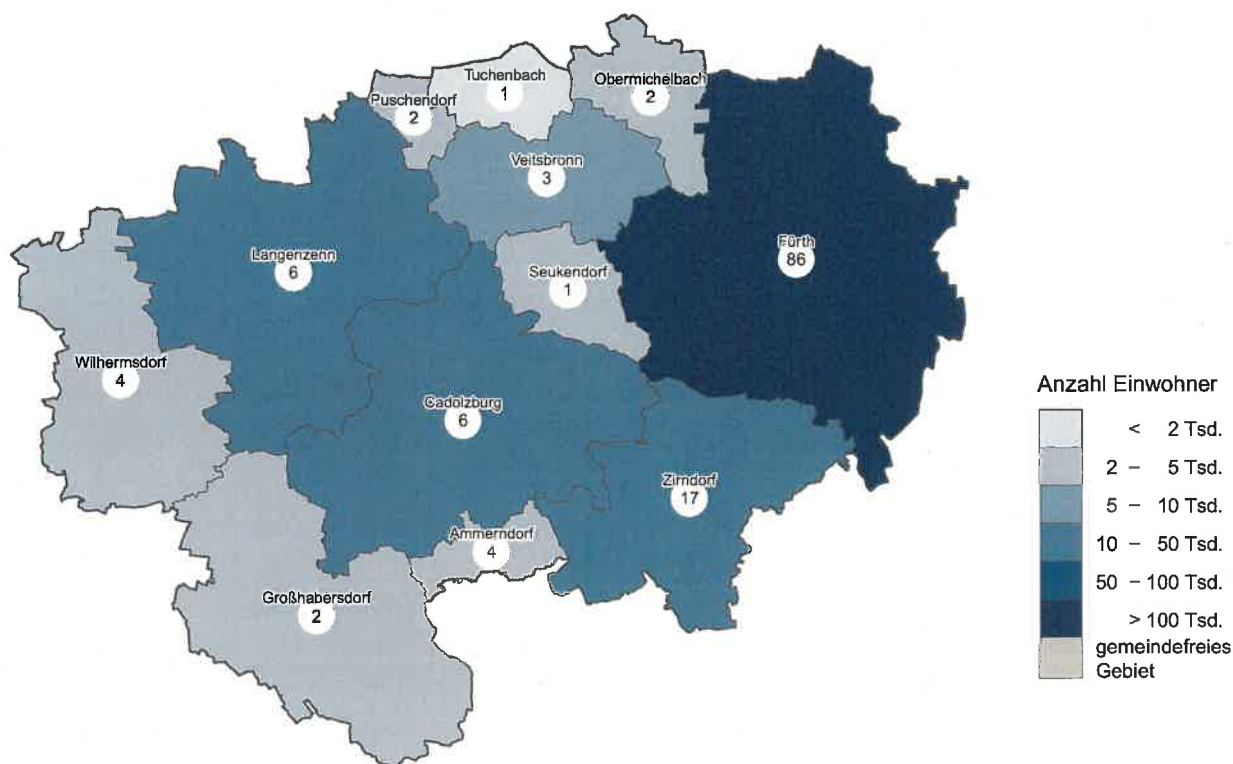 Tuchenbach
1
Obermichelbach
2
Puschendorf
2
Veitsbronn
3
Langenzenn
6
Seukendorf
1
Fürth
86
Wilhermsdorf
4
Cadolzburg
6
Zirndorf
17
Ammerndorf
4
Großhabersdorf
2
Anzahl Einwohner
< 2 Tsd.
2 – 5 Tsd.
5 – 10 Tsd.
10 – 50 Tsd.
50 – 100 Tsd.
> 100 Tsd.
gemeindefreies
Gebiet